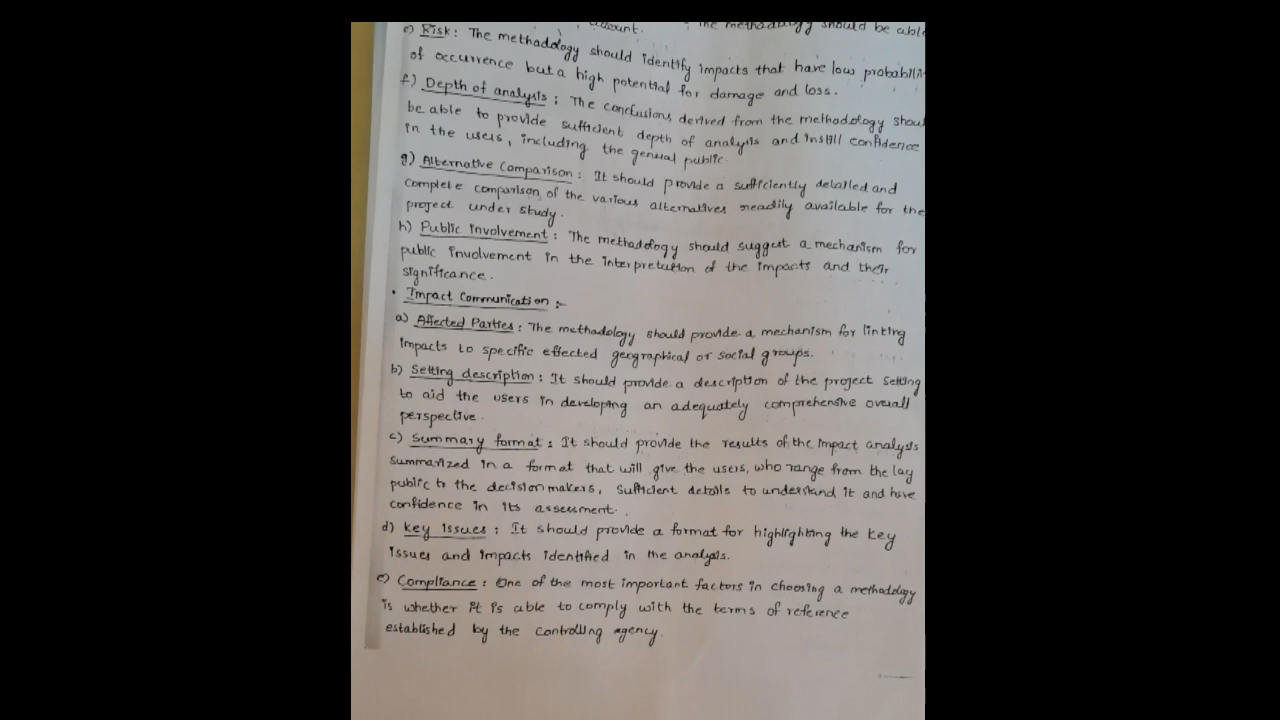 account. : The methodology should be able
e) Risk: The methodology should identify impacts that have low probabili
of occurrence but a high potential for damage and loss.
f) Depth of analysis: The conclusions derived from the methodology shou
be able to provide sufficient depth of analysis and instill confidence
in the users, including the general public.
g) Alternative Comparison: It should provide a sufficiently detailed and
complete comparison of the various alternatives readily available for the
project under study.
h) Public involvement: The methodology should suggest a mechanism for
public involvement in the interpretation of the impacts and their
significance.
• Impact Communication:-
a) Affected Parties: The methodology should provide a mechanism for linking
impacts to specific effected geographical or social groups.
b) Setting description: It should provide a description of the project setting
to aid the users in developing an adequately comprehensive overall
perspective.
c) Summary format: It should provide the results of the impact analysis
summarized in a format that will give the users, who range from the lay
public to the decision makers, sufficient details to understand it and have
confidence in its assessment.
d) Key issues: It should provide a format for highlighting the key
issues and impacts identified in the analysis.
e) Compliance: One of the most important factors in choosing a methodology
is whether it is able to comply with the terms of reference
established by the controlling agency.